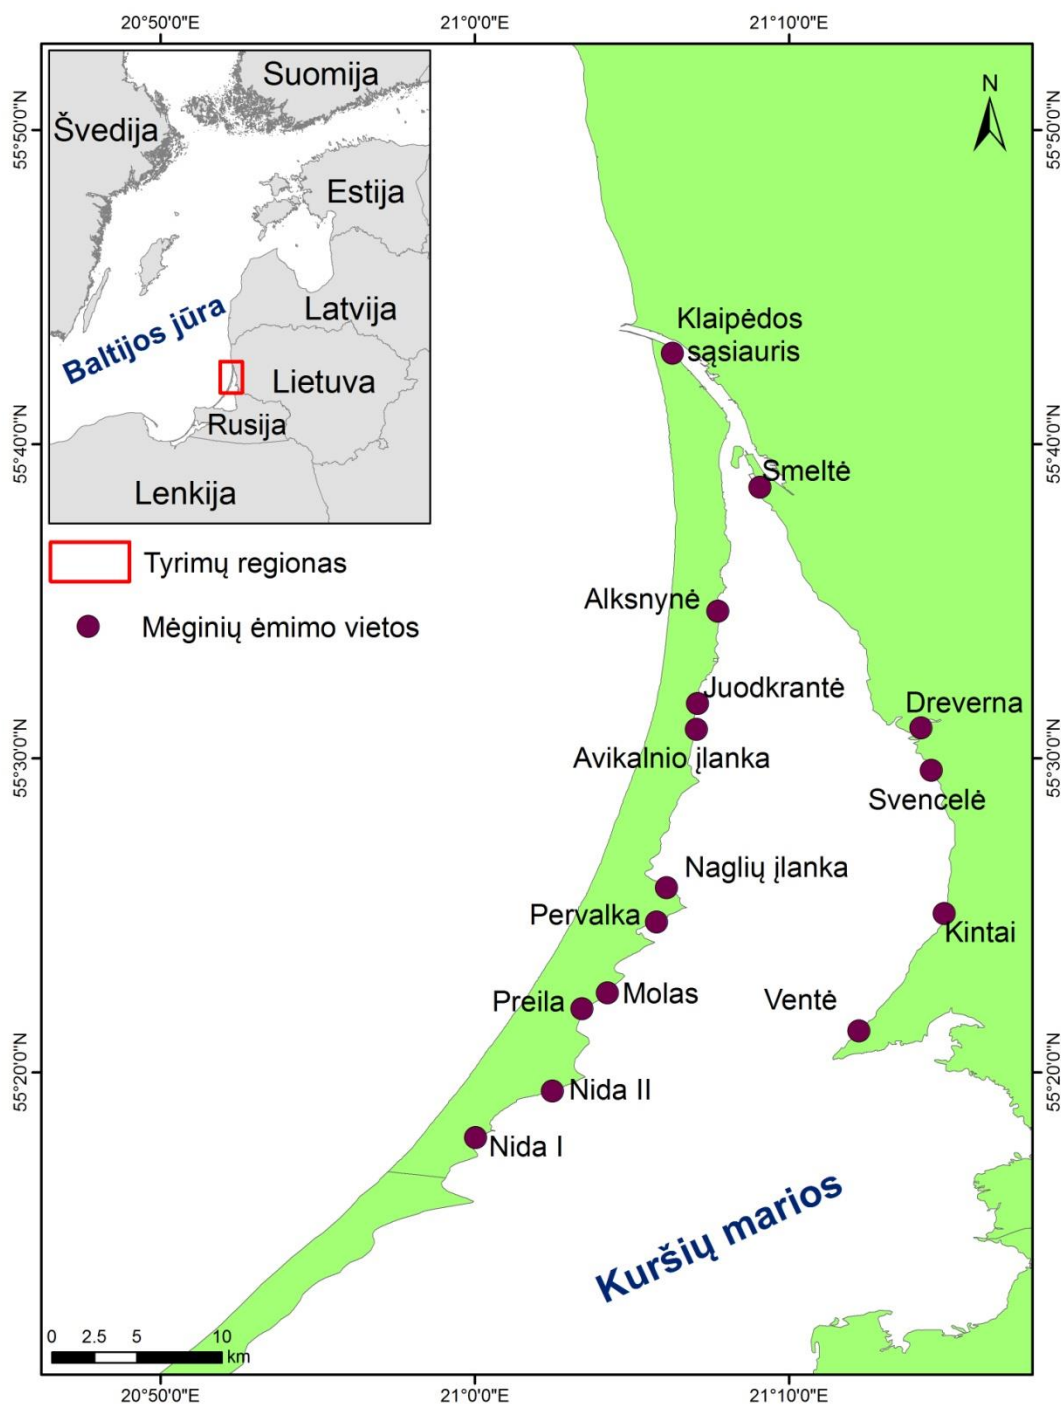 20°50'0"E
21°0'0"E
21°10'0"E
55°50'0"N
55°50'0"N
N
Suomija
Švedija
Estija
Latvija
Baltijos jūra
Lietuva
Rusija
Lenkija
Klaipėdos
sąsiauris
55°40'0"N
55°40'0"N
Smeltė
Tyrimų regionas
Mėginių ėmimo vietos
Alksnynė
Juodkrantė
Dreverna
Avikalnio įlanka
55°30'0"N
55°30'0"N
Svencelė
Naglių įlanka
Pervalka
Kintai
Preila
Molas
Ventė
55°20'0"N
55°20'0"N
Nida II
Nida I
Kuršių marios
0 2.5 5 10
km
20°50'0"E
21°0'0"E
21°10'0"E